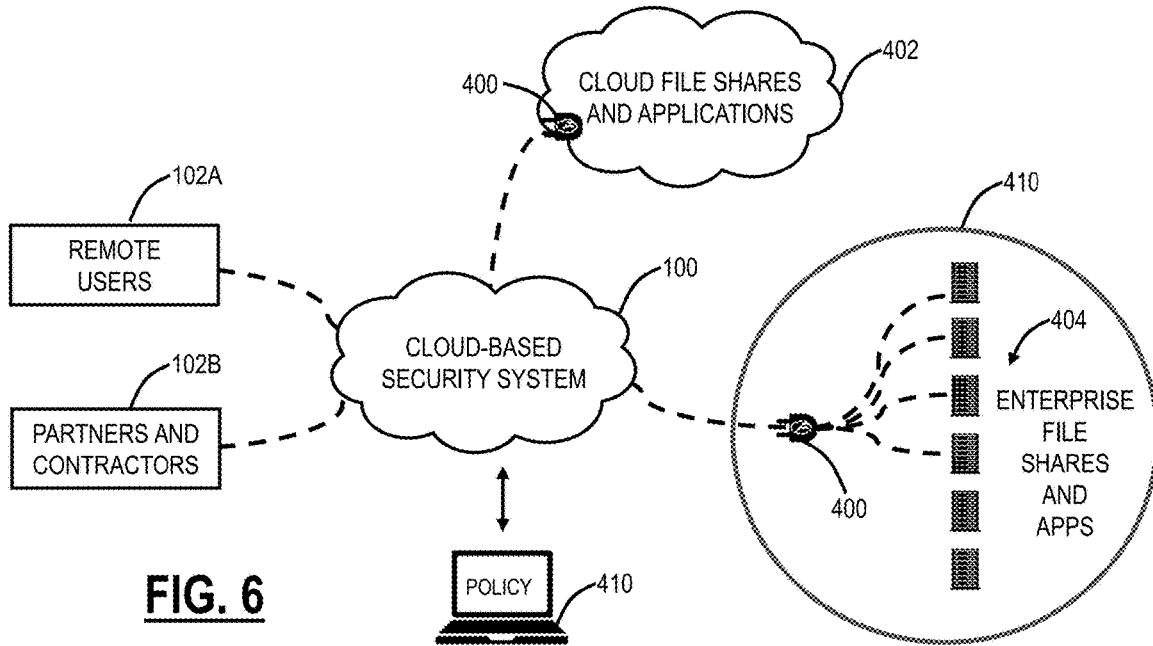 402
400
CLOUD FILE SHARES
AND APPLICATIONS
102A
REMOTE
USERS
410
100
CLOUD-BASED
SECURITY SYSTEM
404
102B
PARTNERS AND
CONTRACTORS
ENTERPRISE
FILE
SHARES
AND
APPS
400
POLICY
410
FIG. 6